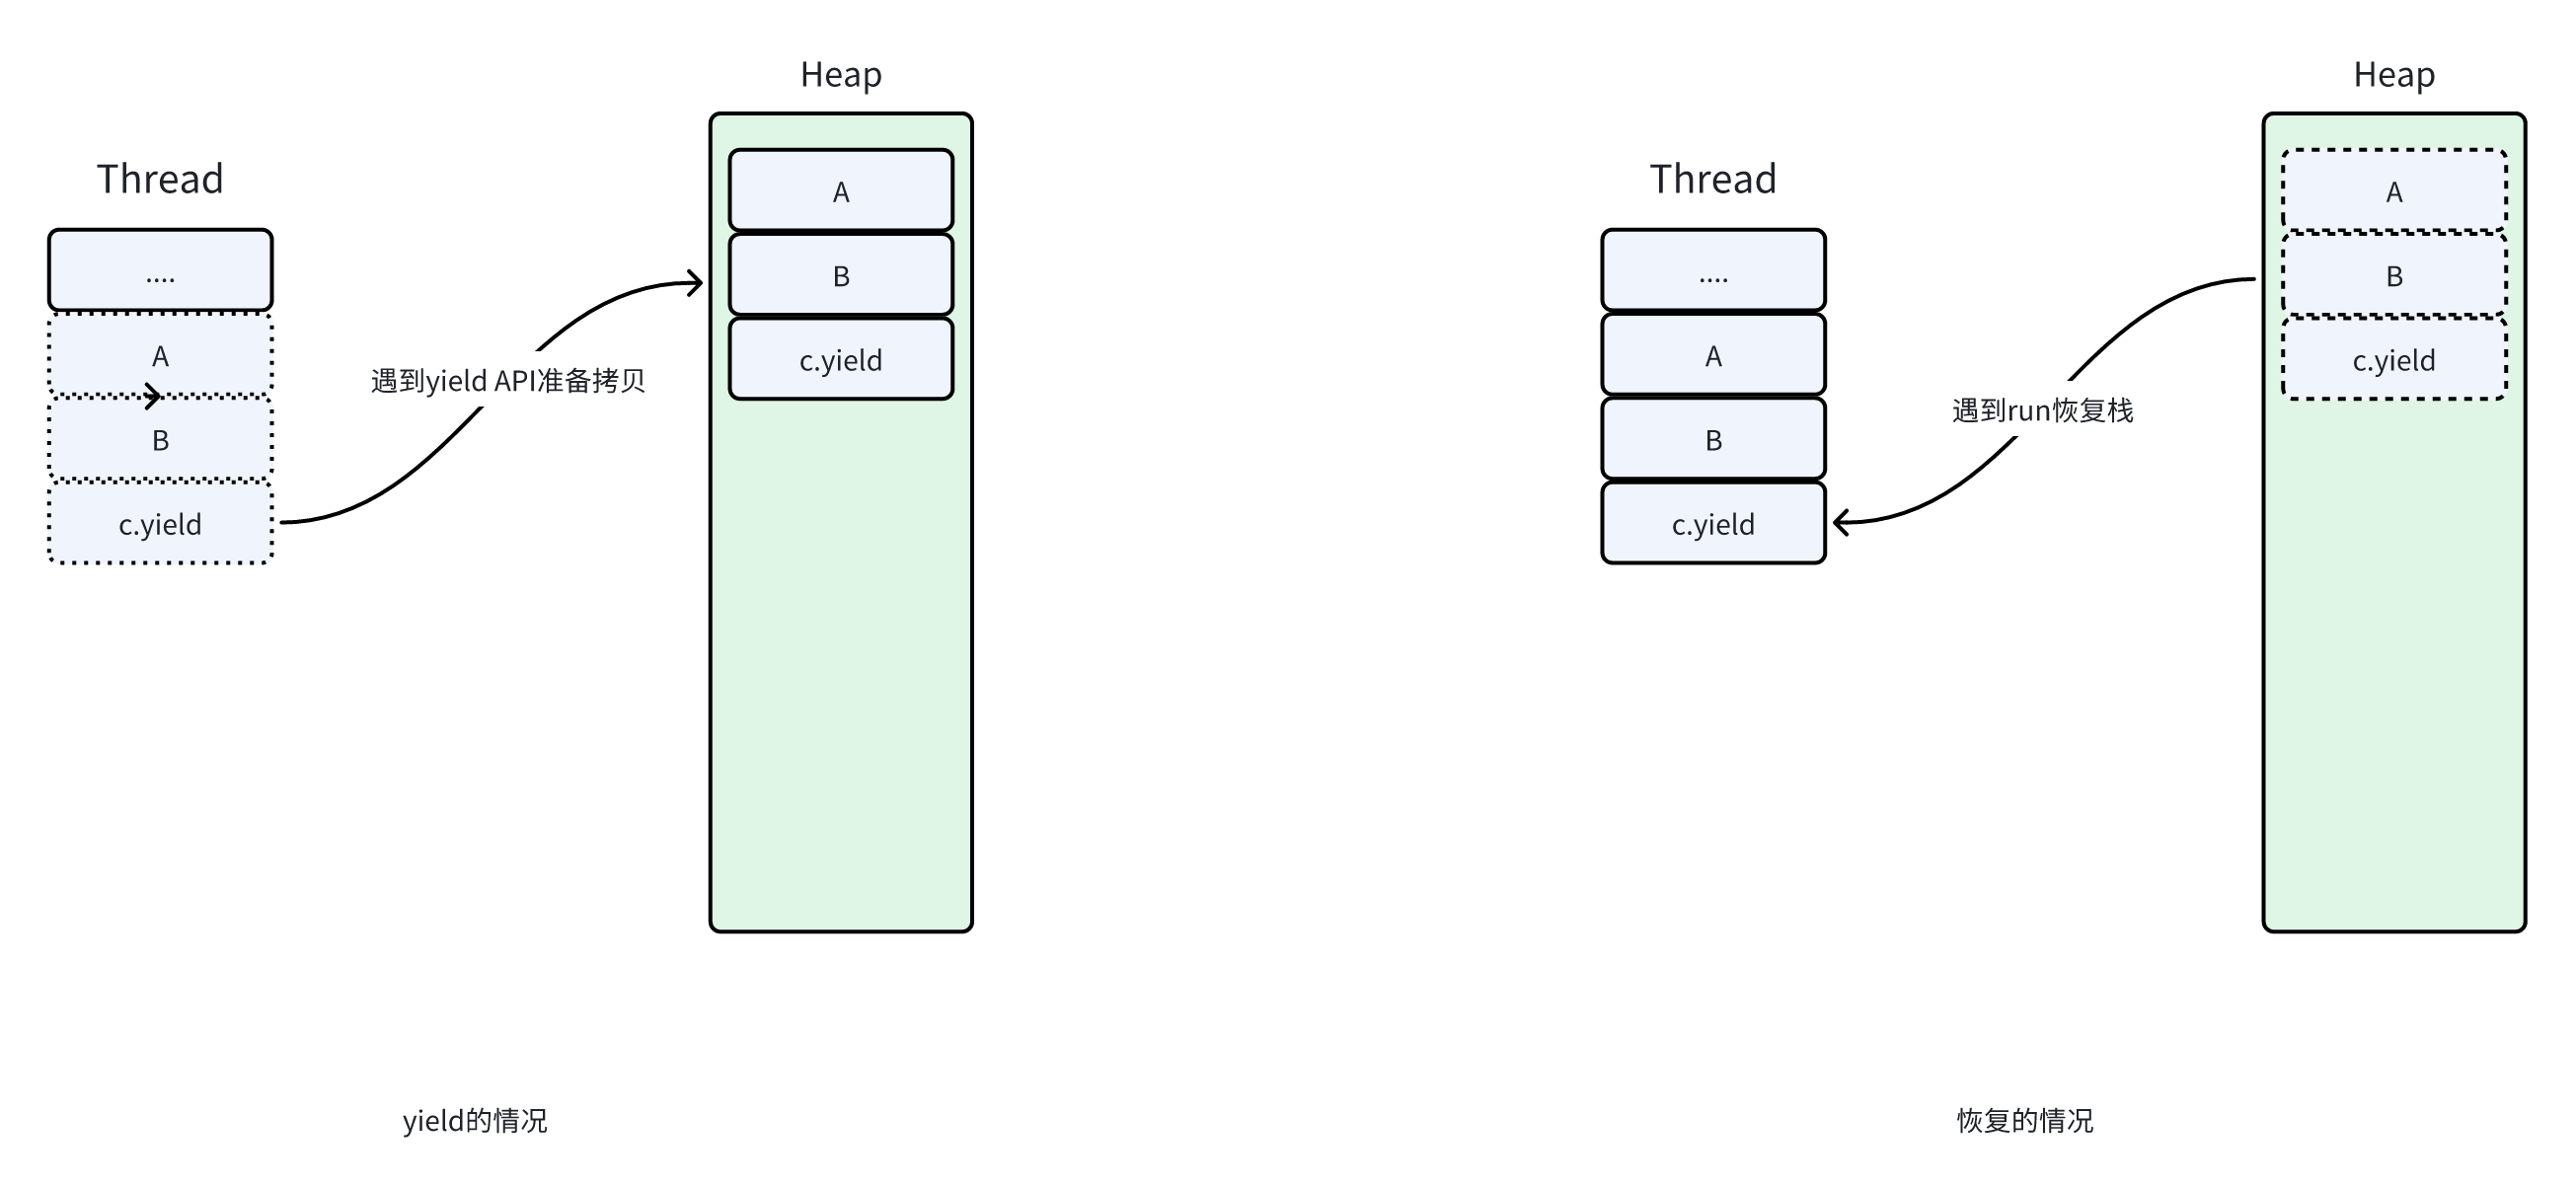 Heap
Thread
....
A
B
c.yield
遇到yield API准备拷贝
A
B
c.yield
yield的情况
Heap
Thread
....
A
B
c.yield
遇到run恢复栈
A
B
c.yield
恢复的情况